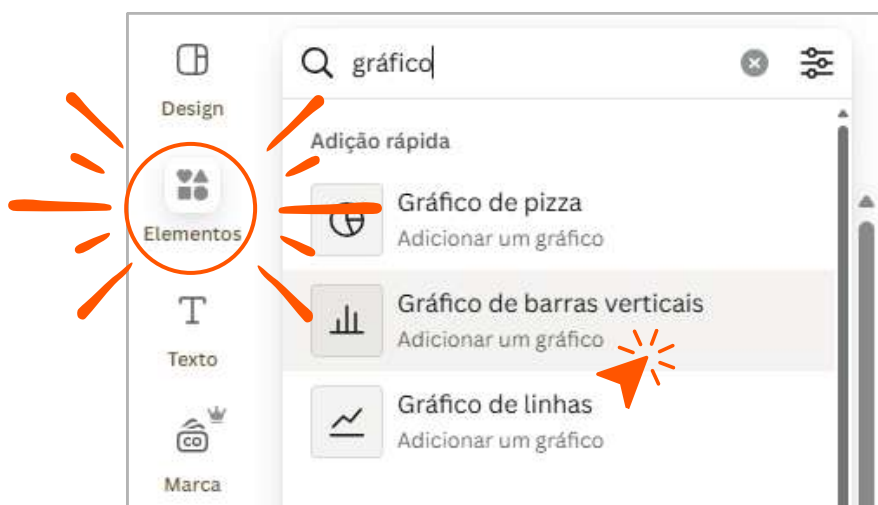 Design
Elementos
Texto
CO
Marca
gráfico
Adição rápida
Gráfico de pizza
Adicionar um gráfico
Gráfico de barras verticais
Adicionar um gráfico
Gráfico de linhas
Adicionar um gráfico